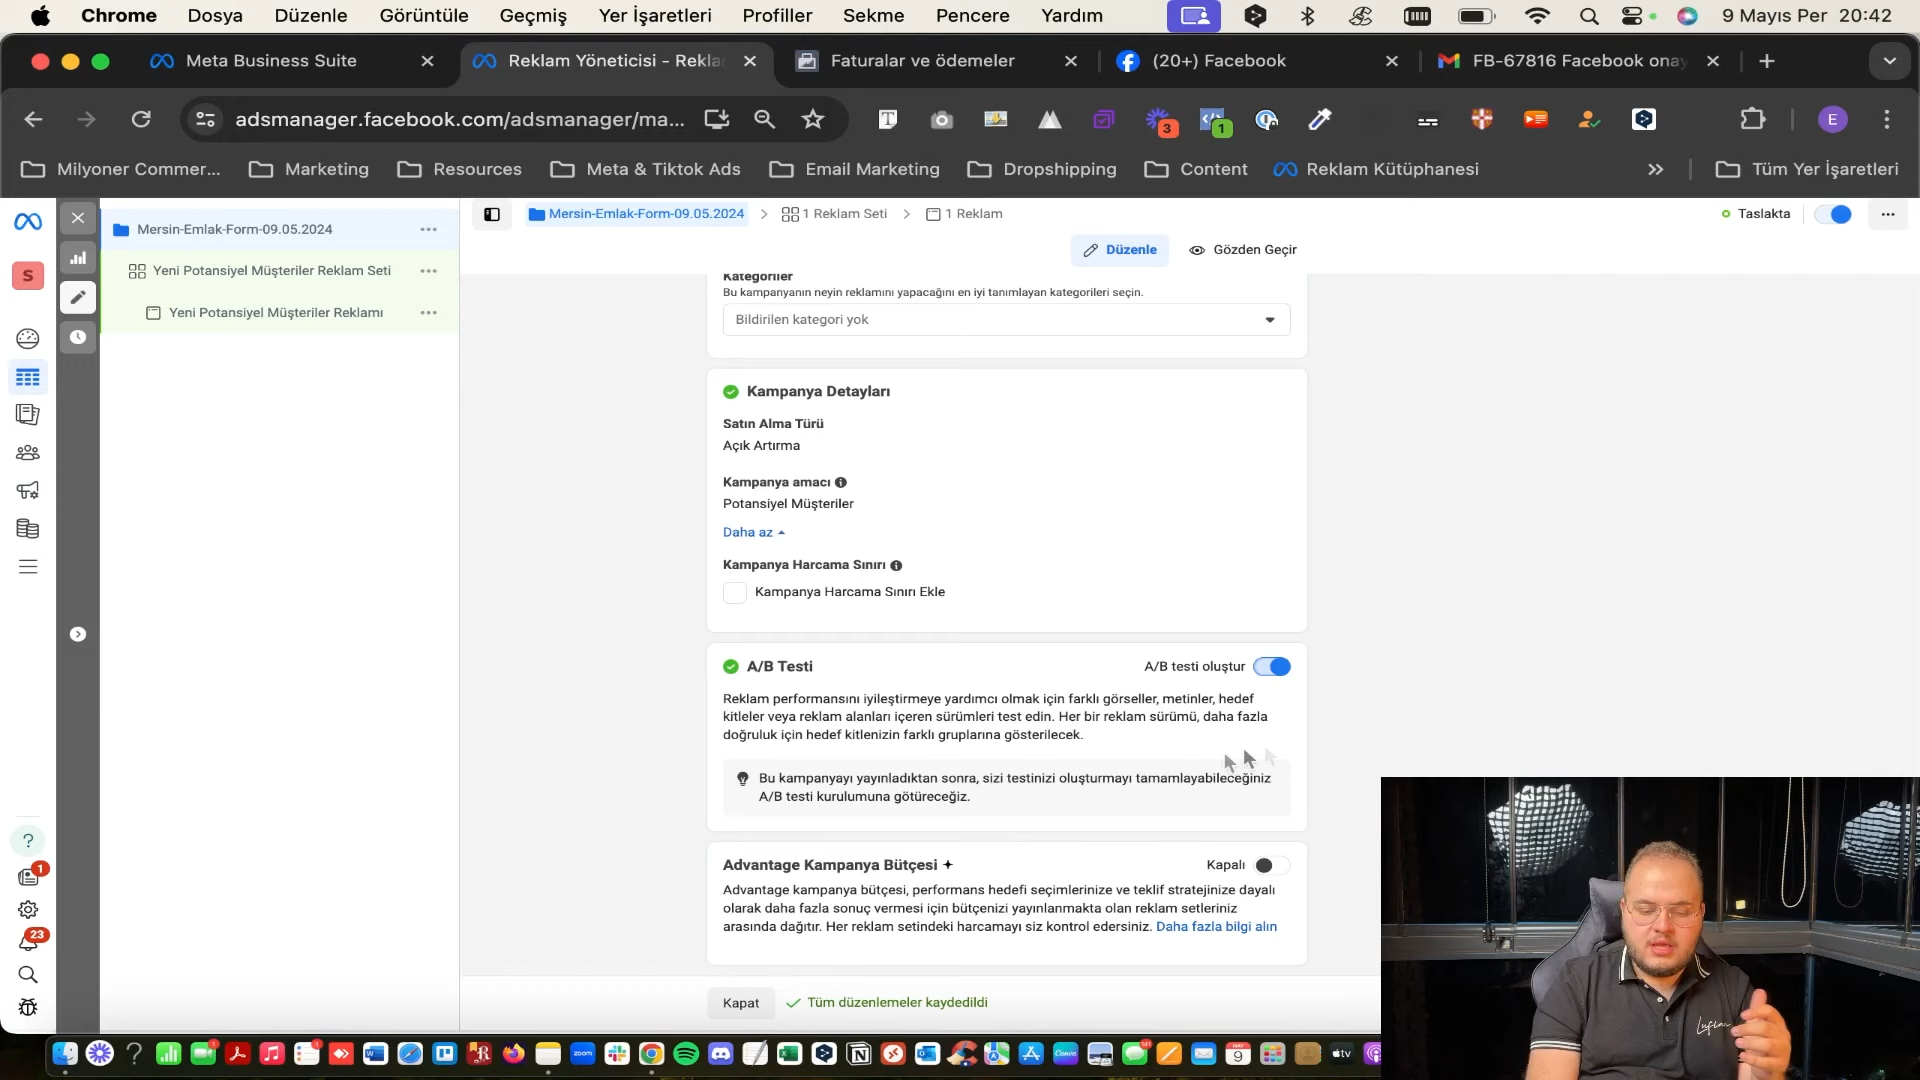 Chrome Dosya Düzenle Görüntüle Geçmiş Yer İşaretleri Profiller Sekme Pencere Yardım 9 Mayıs Per 20:42
Meta Business Suite Reklam Yöneticisi - Rekla Faturalar ve ödemeler (20+) Facebook FB-67816 Facebook onay
adsmanager.facebook.com/adsmanager/ma... 3 1 E
Milyoner Commer... Marketing Resources Meta & Tiktok Ads Email Marketing Dropshipping Content Reklam Kütüphanesi Tüm Yer İşaretleri
Mersin-Emlak-Form-09.05.2024
Yeni Potansiyel Müşteriler Reklam Seti
Yeni Potansiyel Müşteriler Reklamı
S
?
1
23
Mersin-Emlak-Form-09.05.2024 1 Reklam Seti 1 Reklam Taslakta
Düzenle Gözden Geçir
Kategoriler
Bu kampanyanın neyin reklamını yapacağını en iyi tanımlayan kategorileri seçin.
Bildirilen kategori yok
Kampanya Detayları
Satın Alma Türü
Açık Artırma
Kampanya amacı
Potansiyel Müşteriler
Daha az
Kampanya Harcama Sınırı
Kampanya Harcama Sınırı Ekle
A/B Testi A/B testi oluştur
Reklam performansını iyileştirmeye yardımcı olmak için farklı görseller, metinler, hedef
kitleler veya reklam alanları içeren sürümleri test edin. Her bir reklam sürümü, daha fazla
doğruluk için hedef kitlenizin farklı gruplarına gösterilecek.
Bu kampanyayı yayınladıktan sonra, sizi testinizi oluşturmayı tamamlayabileceğiniz
A/B testi kurulumuna götüreceğiz.
Advantage Kampanya Bütçesi Kapalı
Advantage kampanya bütçesi, performans hedefi seçimlerinize ve teklif stratejinize dayalı
olarak daha fazla sonuç vermesi için bütçenizi yayınlanmakta olan reklam setleriniz
arasında dağıtır. Her reklam setindeki harcamayı siz kontrol edersiniz. Daha fazla bilgi alın
Kapat Tüm düzenlemeler kaydedildi
zoom
Canva
9
tv